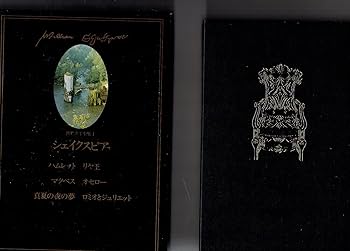 William Shakespeare
シェイクスピア
ハムレット　リヤ王
マクベス　オセロー
真夏の夜の夢　ロミオとジュリエット